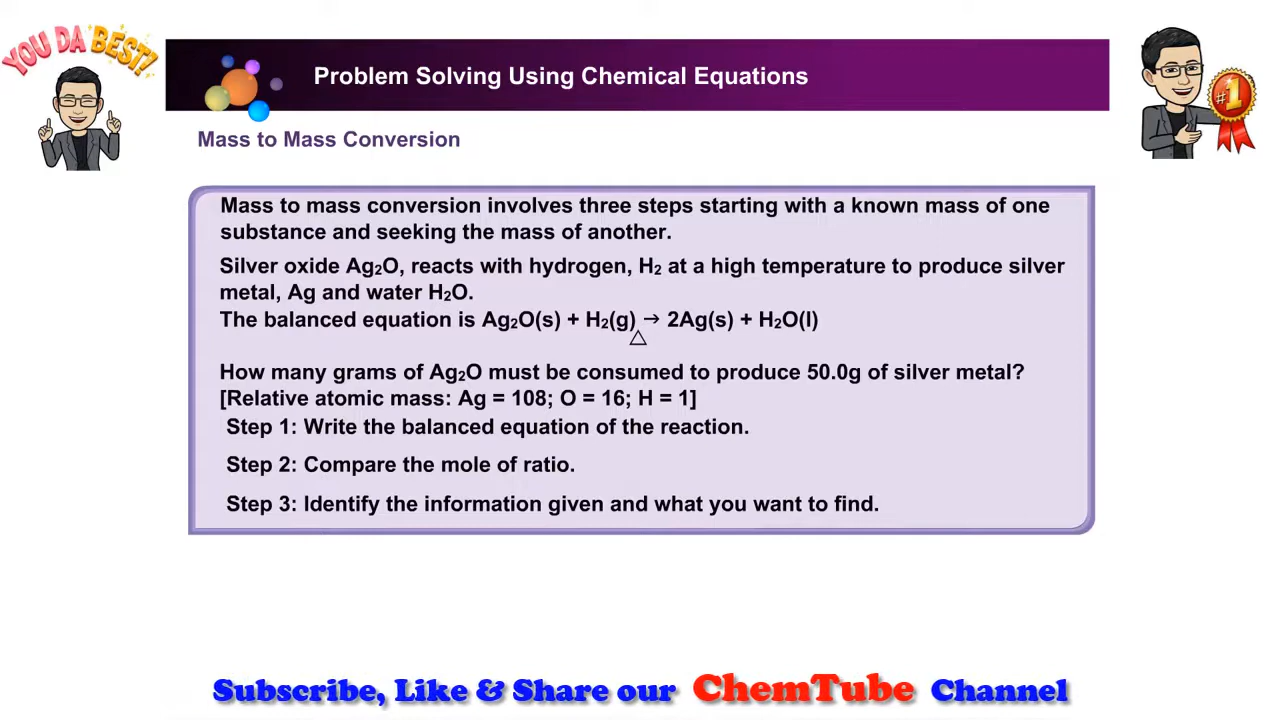 YOU DA BEST!
Problem Solving Using Chemical Equations
#1
Mass to Mass Conversion
Mass to mass conversion involves three steps starting with a known mass of one
substance and seeking the mass of another.
Silver oxide Ag₂O, reacts with hydrogen, H₂ at a high temperature to produce silver
metal, Ag and water H₂O.
The balanced equation is Ag₂O(s) + H₂(g) → 2Ag(s) + H₂O(l)
△
How many grams of Ag₂O must be consumed to produce 50.0g of silver metal?
[Relative atomic mass: Ag = 108; O = 16; H = 1]
Step 1: Write the balanced equation of the reaction.
Step 2: Compare the mole of ratio.
Step 3: Identify the information given and what you want to find.
Subscribe, Like & Share our ChemTube Channel